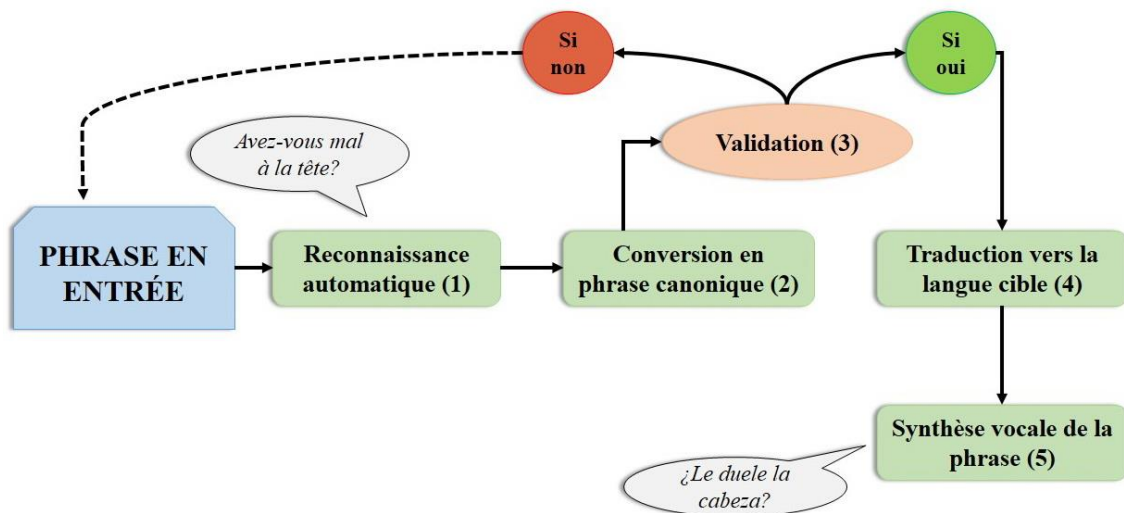 Si
non
Si
oui
Validation (3)
Avez-vous mal
à la tête?
PHRASE EN
ENTRÉE
Reconnaissance
automatique (1)
Conversion en
phrase canonique (2)
Traduction vers la
langue cible (4)
Synthèse vocale de la
phrase (5)
¿Le duele la
cabeza?